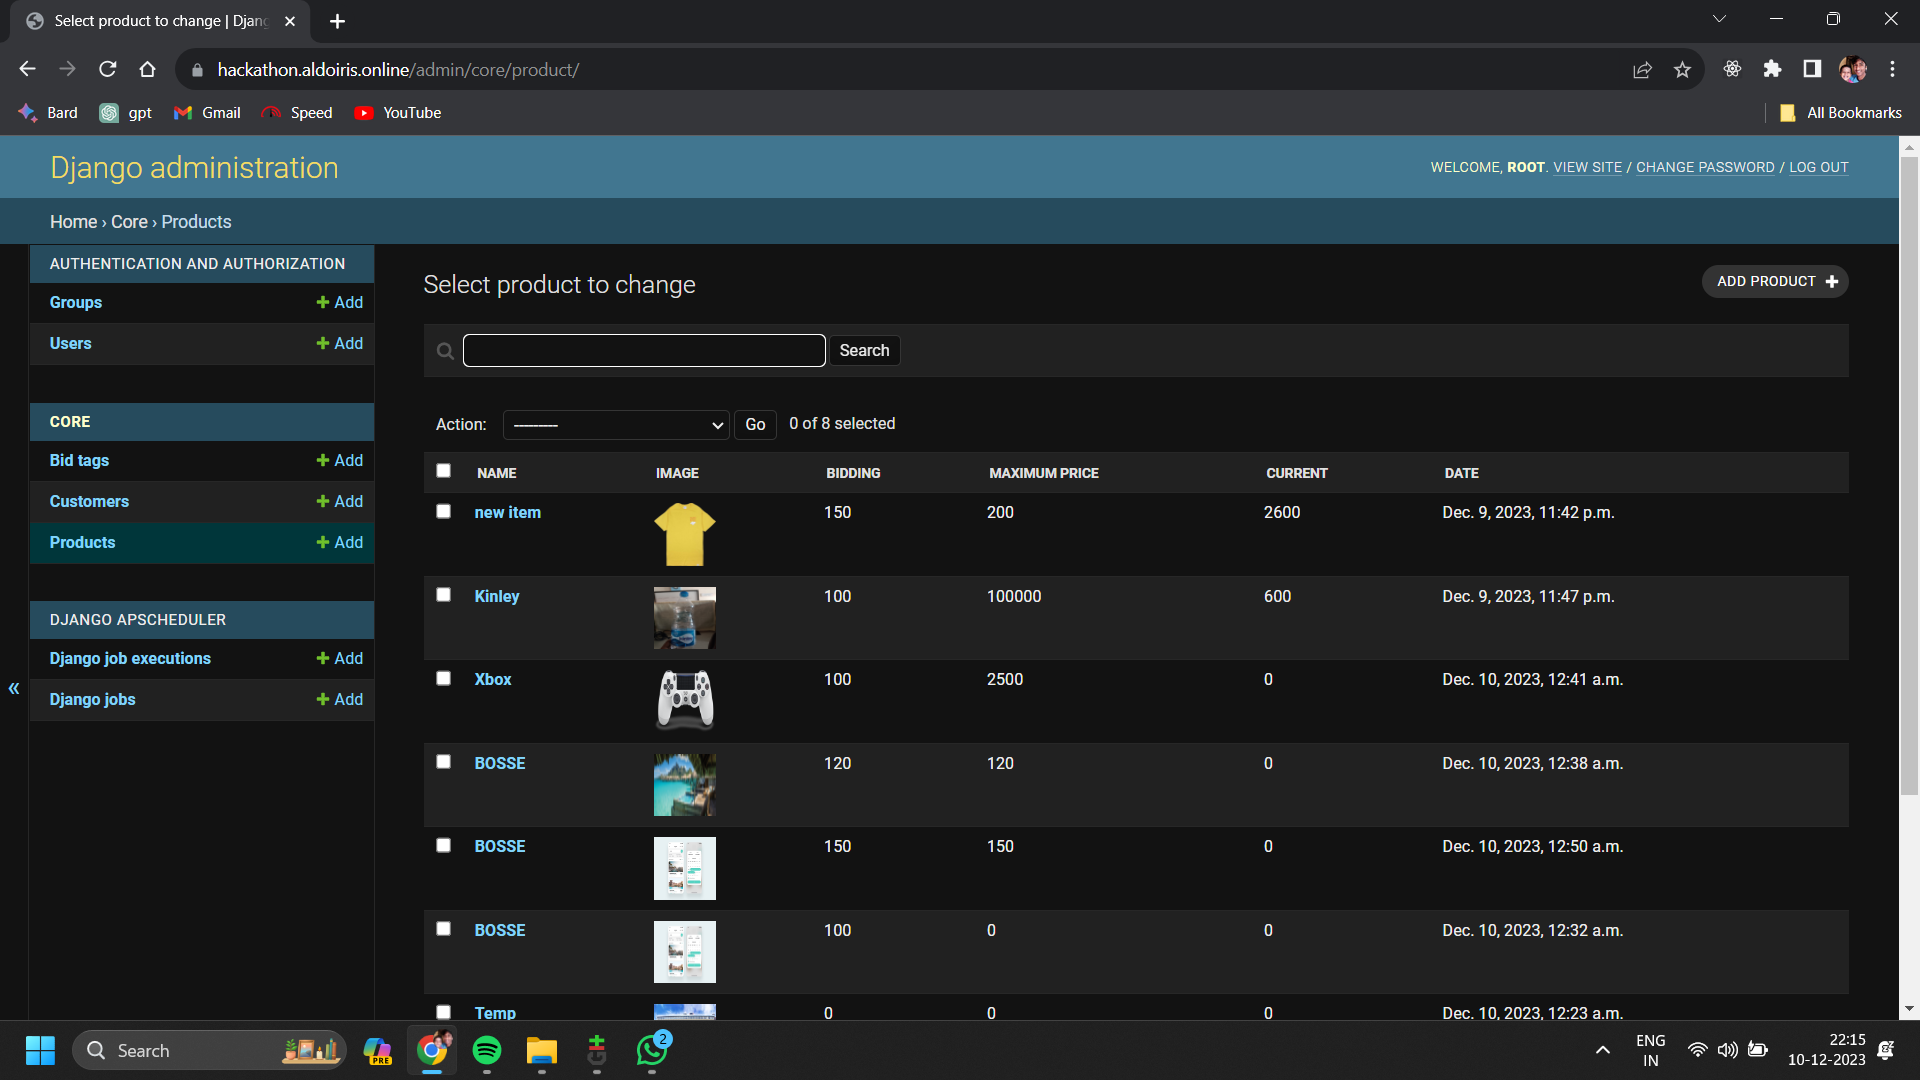 Select product to change | Djang
hackathon.aldoiris.online/admin/core/product/
Bard gpt Gmail Speed YouTube All Bookmarks
Django administration
WELCOME, ROOT. VIEW SITE / CHANGE PASSWORD / LOG OUT
Home › Core › Products
AUTHENTICATION AND AUTHORIZATION
Groups + Add
Users + Add
CORE
Bid tags + Add
Customers + Add
Products + Add
DJANGO APSCHEDULER
Django job executions + Add
Django jobs + Add
«
Select product to change
ADD PRODUCT +
Search
Action: --------- Go 0 of 8 selected
NAME IMAGE BIDDING MAXIMUM PRICE CURRENT DATE
new item 150 200 2600 Dec. 9, 2023, 11:42 p.m.
Kinley 100 100000 600 Dec. 9, 2023, 11:47 p.m.
Xbox 100 2500 0 Dec. 10, 2023, 12:41 a.m.
BOSSE 120 120 0 Dec. 10, 2023, 12:38 a.m.
BOSSE 150 150 0 Dec. 10, 2023, 12:50 a.m.
BOSSE 100 0 0 Dec. 10, 2023, 12:32 a.m.
Temp 0 0 0 Dec. 10, 2023, 12:23 a.m.
Search
PRE
2
ENG
IN
22:15
10-12-2023